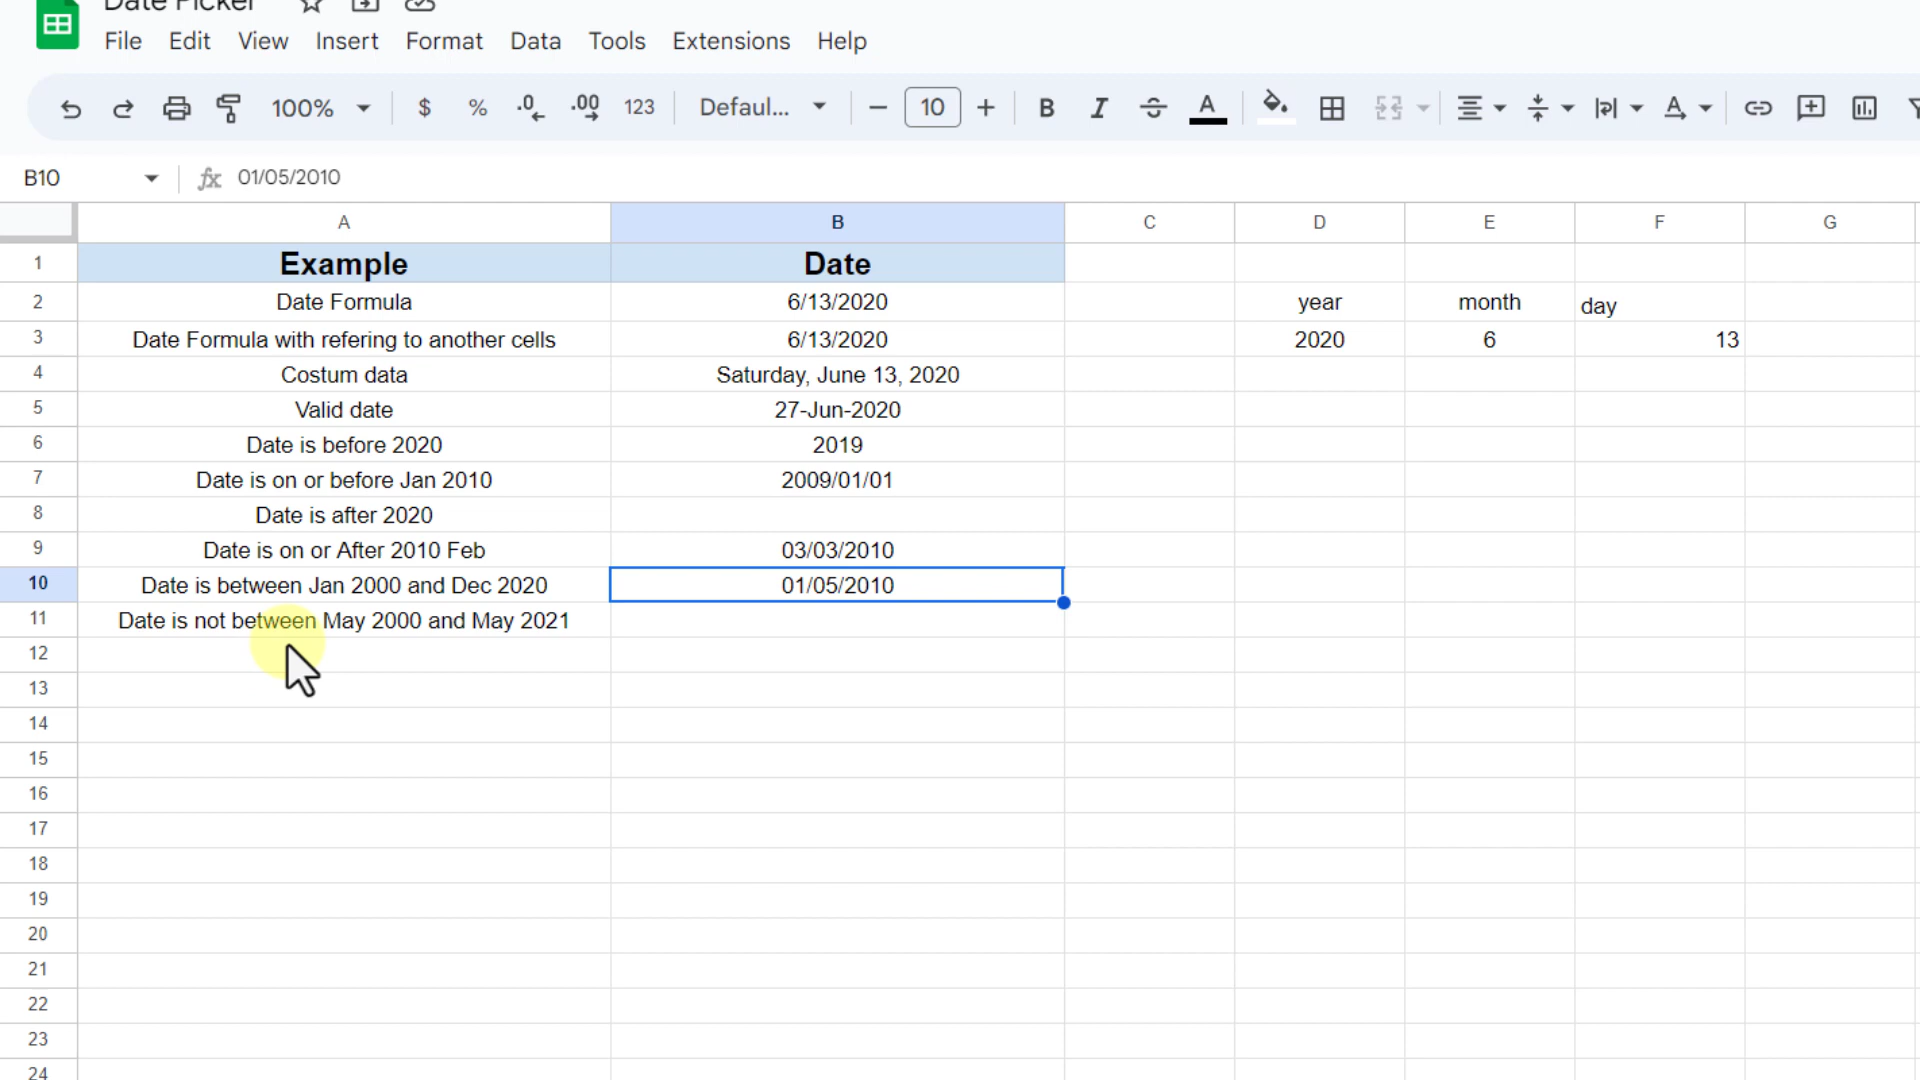 Date Picker
File Edit View Insert Format Data Tools Extensions Help
100% $ % .0 .00 123 Defaul... − 10 + B I S A A
B10 fx 01/05/2010
A B C D E F G
1 Example Date
2 Date Formula 6/13/2020 year month day
3 Date Formula with refering to another cells 6/13/2020 2020 6 13
4 Costum data Saturday, June 13, 2020
5 Valid date 27-Jun-2020
6 Date is before 2020 2019
7 Date is on or before Jan 2010 2009/01/01
8 Date is after 2020
9 Date is on or After 2010 Feb 03/03/2010
10 Date is between Jan 2000 and Dec 2020 01/05/2010
11 Date is not between May 2000 and May 2021
12
13
14
15
16
17
18
19
20
21
22
23
24